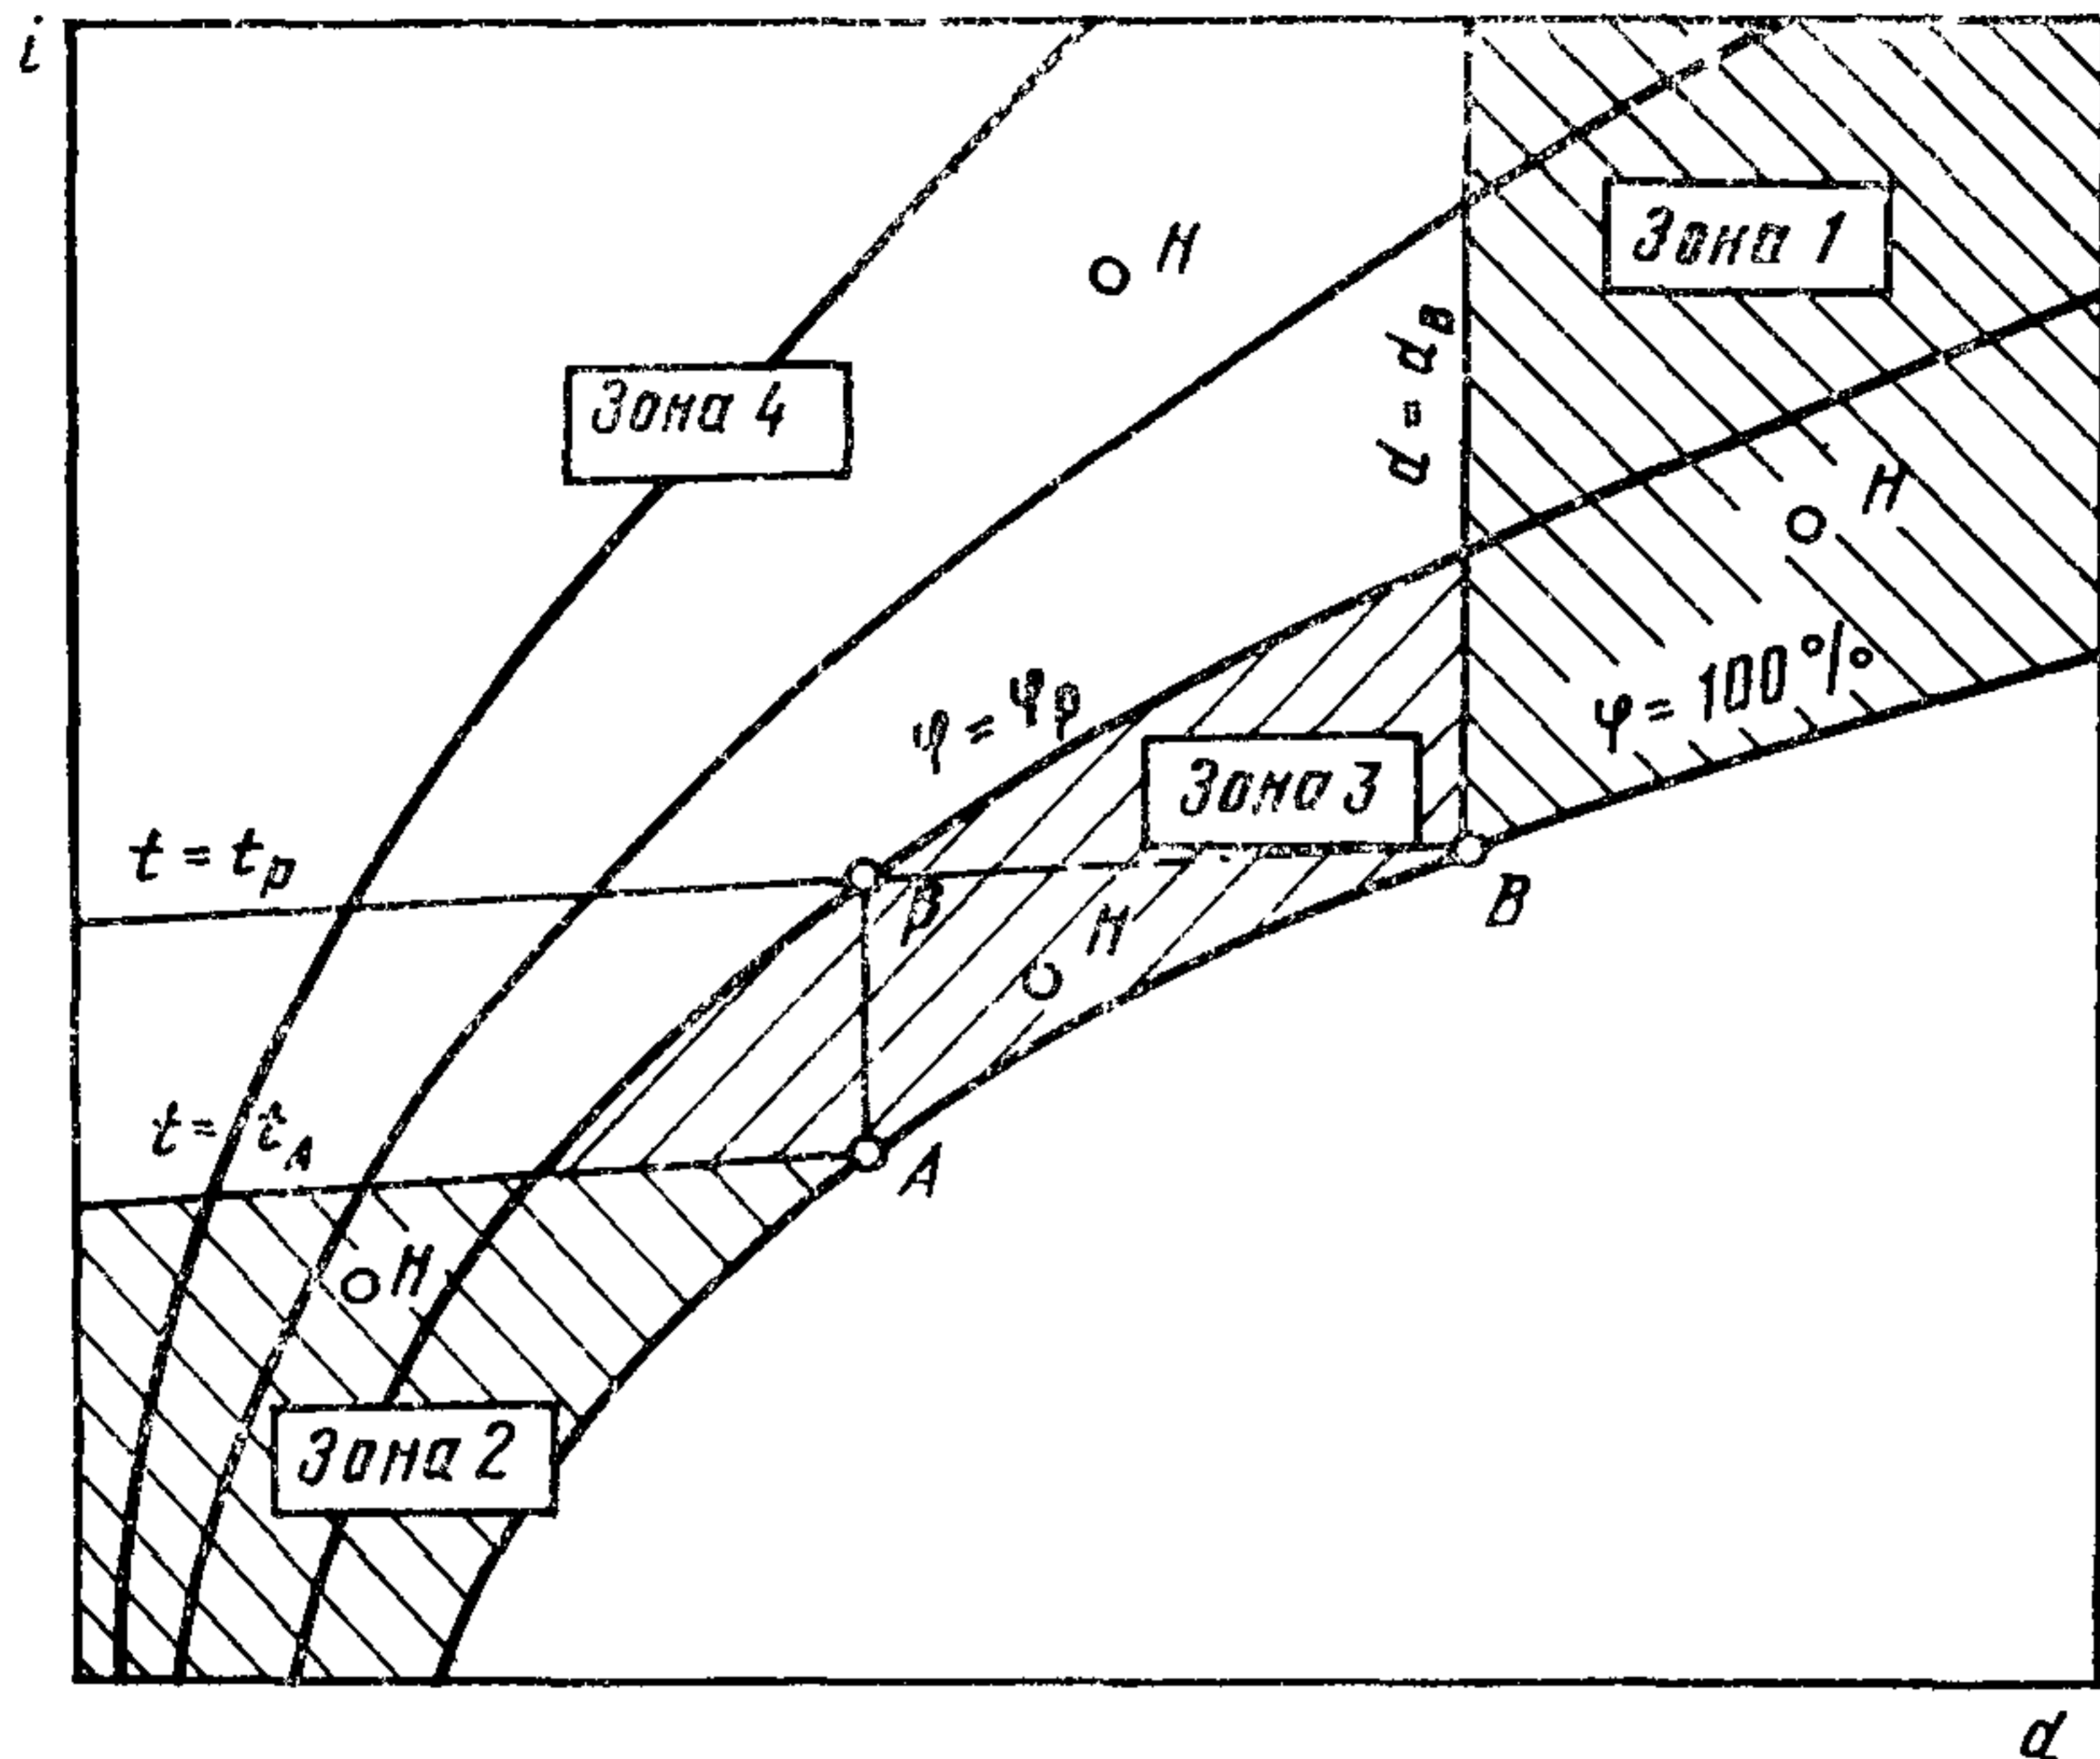 i
H
Зона 1
d = d_B
Зона 4
H
φ = 100%
φ = φ_p
Зона 3
t = t_p
p
H
B
t = t_A
A
H
Зона 2
d